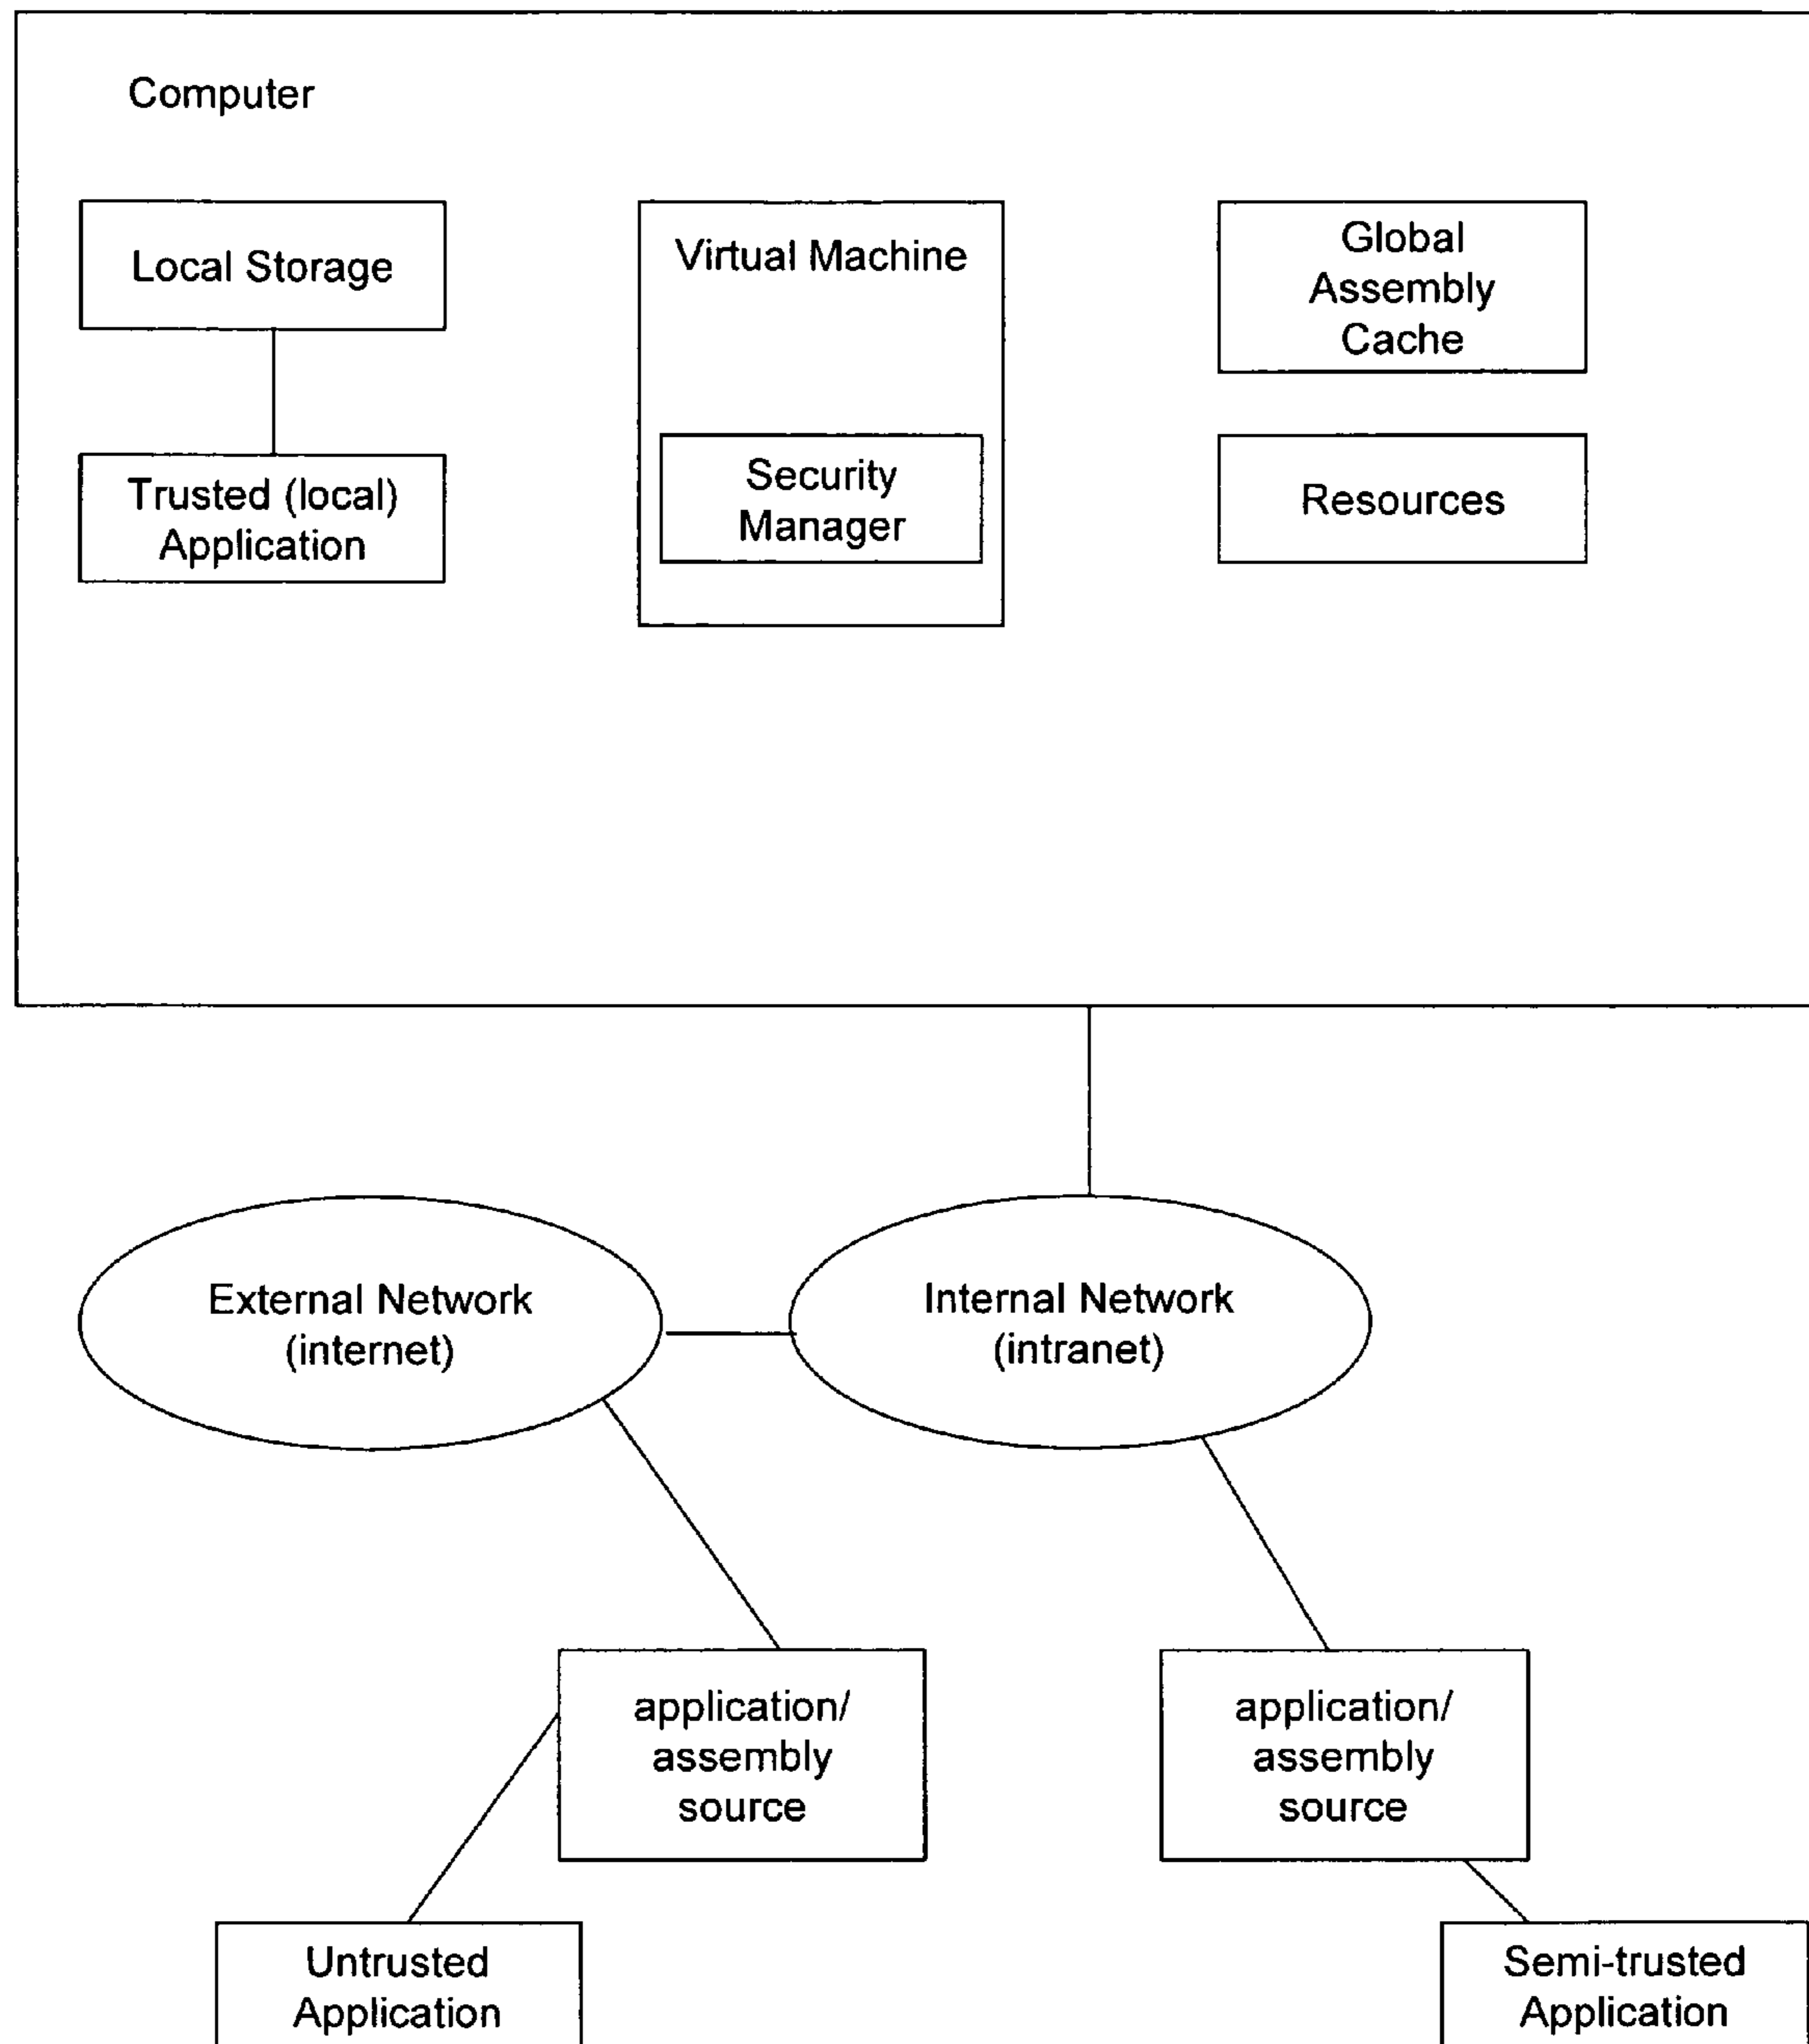 Computer
Local Storage
Virtual Machine
Global
Assembly
Cache
Trusted (local)
Application
Security
Manager
Resources
External Network
(internet)
Internal Network
(intranet)
application/
assembly
source
application/
assembly
source
Untrusted
Application
Semi-trusted
Application